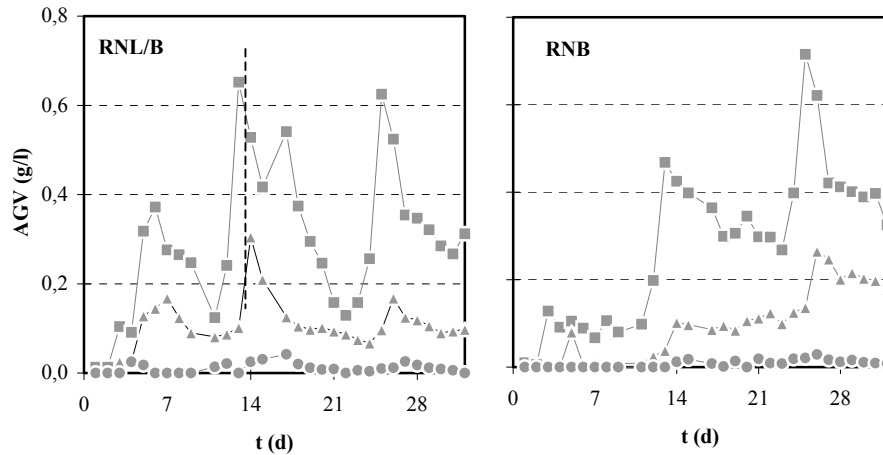 0,8
RNL/B
RNB
0,6
0,4
0,2
0,0
AGV (g/l)
0 7 14 21 28
0 7 14 21 28
t (d)
t (d)